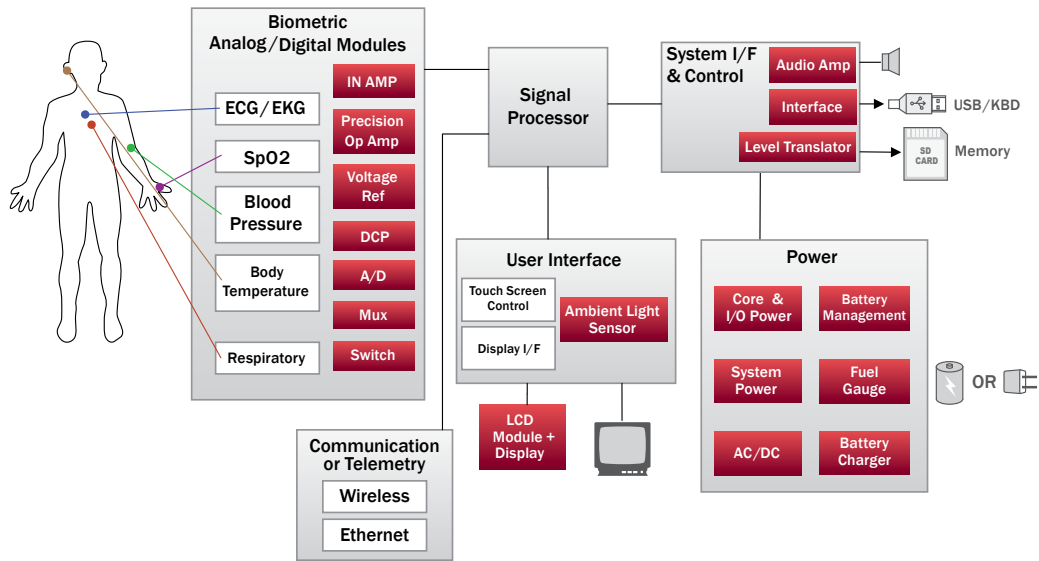 Biometric
Analog/Digital Modules
ECG/EKG
SpO2
Blood
Pressure
Body
Temperature
Respiratory
IN AMP
Precision
Op Amp
Voltage
Ref
DCP
A/D
Mux
Switch
Signal
Processor
System I/F
& Control
Audio Amp
Interface
Level Translator
USB/KBD
SD
CARD
Memory
User Interface
Touch Screen
Control
Display I/F
Ambient Light
Sensor
LCD
Module +
Display
Communication
or Telemetry
Wireless
Ethernet
Power
Core & 
I/O Power
Battery
Management
System
Power
Fuel
Gauge
AC/DC
Battery
Charger
OR